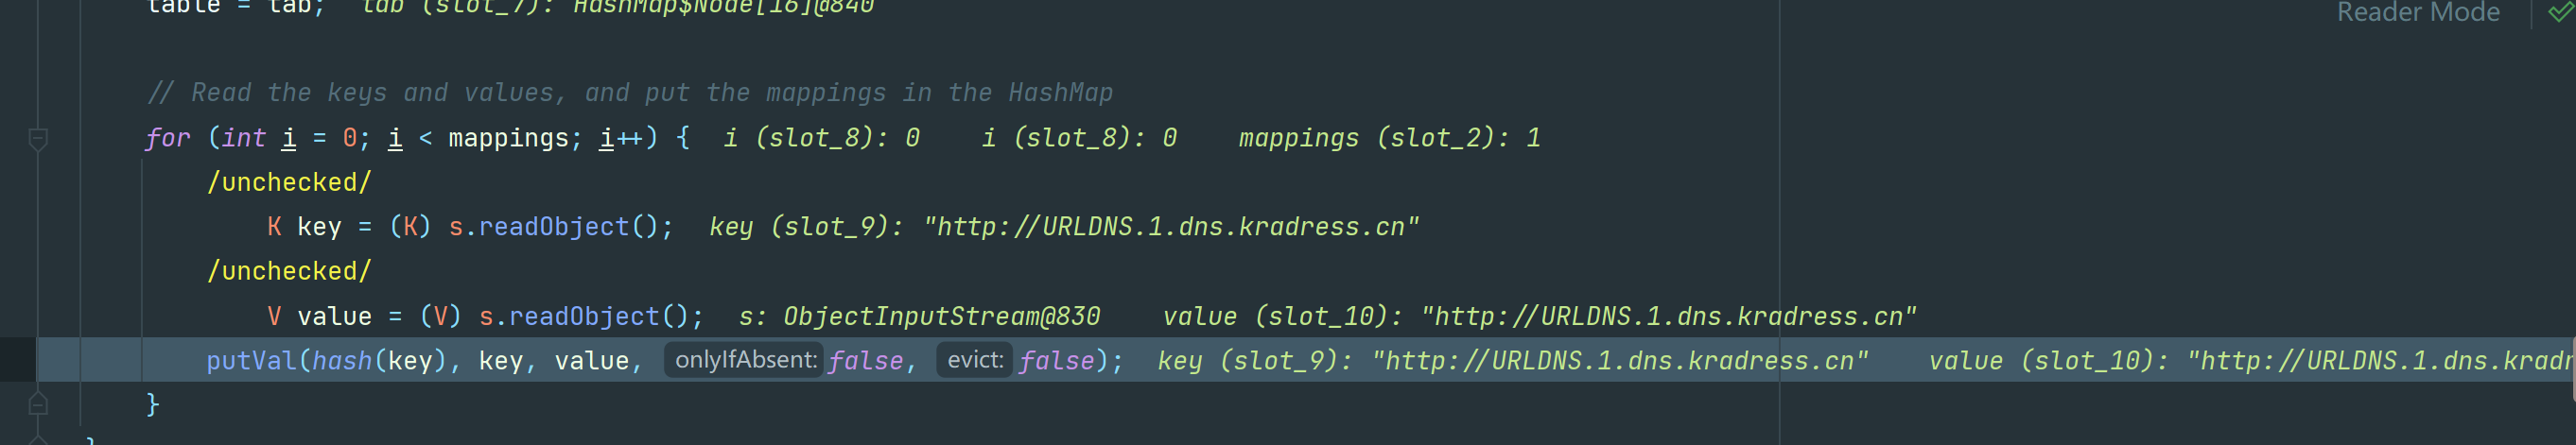 table = tab;  tab (slot_7): HashMap$Node[16]@840
Reader Mode
// Read the keys and values, and put the mappings in the HashMap
for (int i = 0; i < mappings; i++) {  i (slot_8): 0    i (slot_8): 0    mappings (slot_2): 1
/unchecked/
K key = (K) s.readObject();  key (slot_9): "http://URLDNS.1.dns.kradress.cn"
/unchecked/
V value = (V) s.readObject();  s: ObjectInputStream@830    value (slot_10): "http://URLDNS.1.dns.kradress.cn"
putVal(hash(key), key, value, onlyIfAbsent: false, evict: false);  key (slot_9): "http://URLDNS.1.dns.kradress.cn"    value (slot_10): "http://URLDNS.1.dns.kradr
}
}